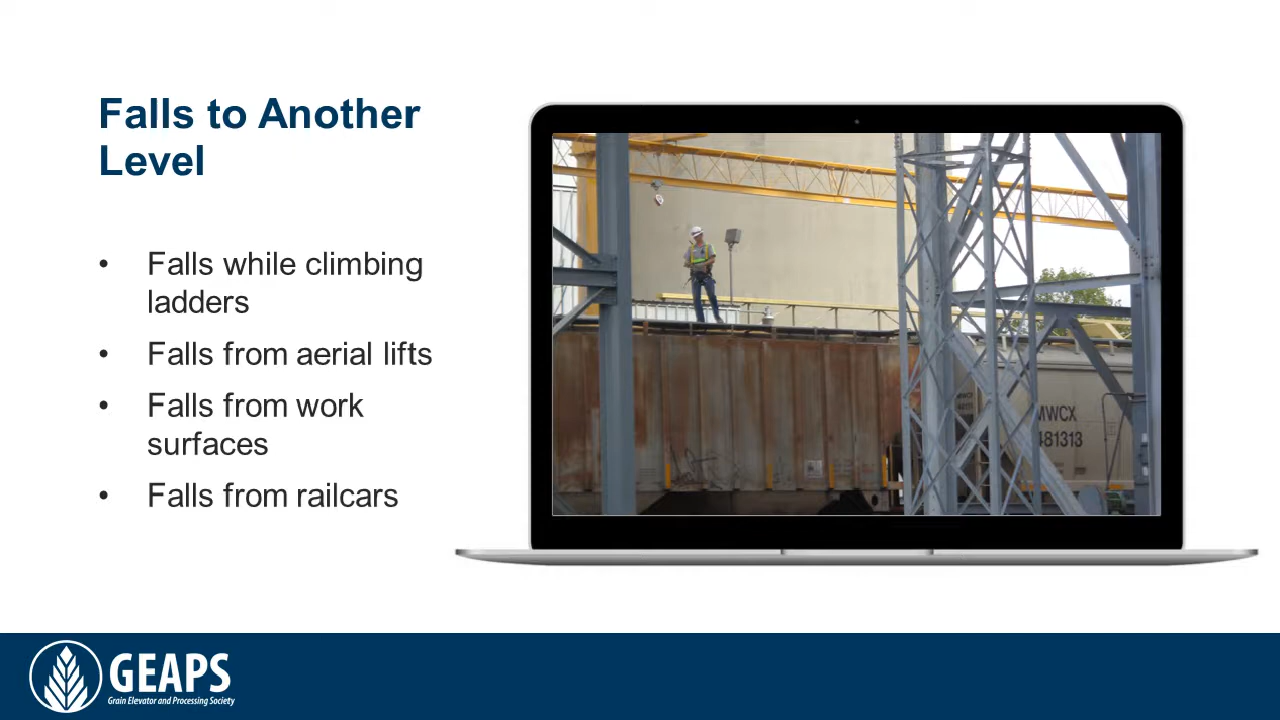 Falls to Another
Level
• Falls while climbing
ladders
• Falls from aerial lifts
• Falls from work
surfaces
• Falls from railcars
MWCX
481313
GEAPS
Grain Elevator and Processing Society